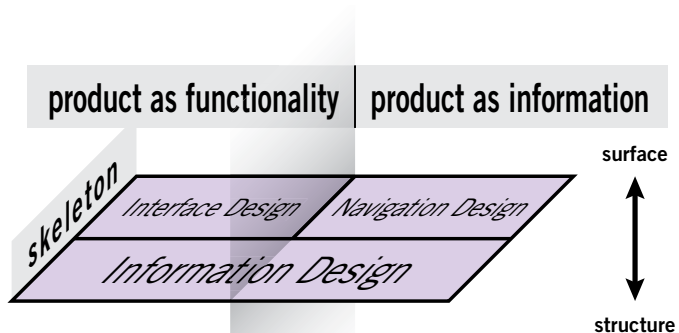 product as functionality
product as information
surface
skeleton
Interface Design
Navigation Design
Information Design
structure